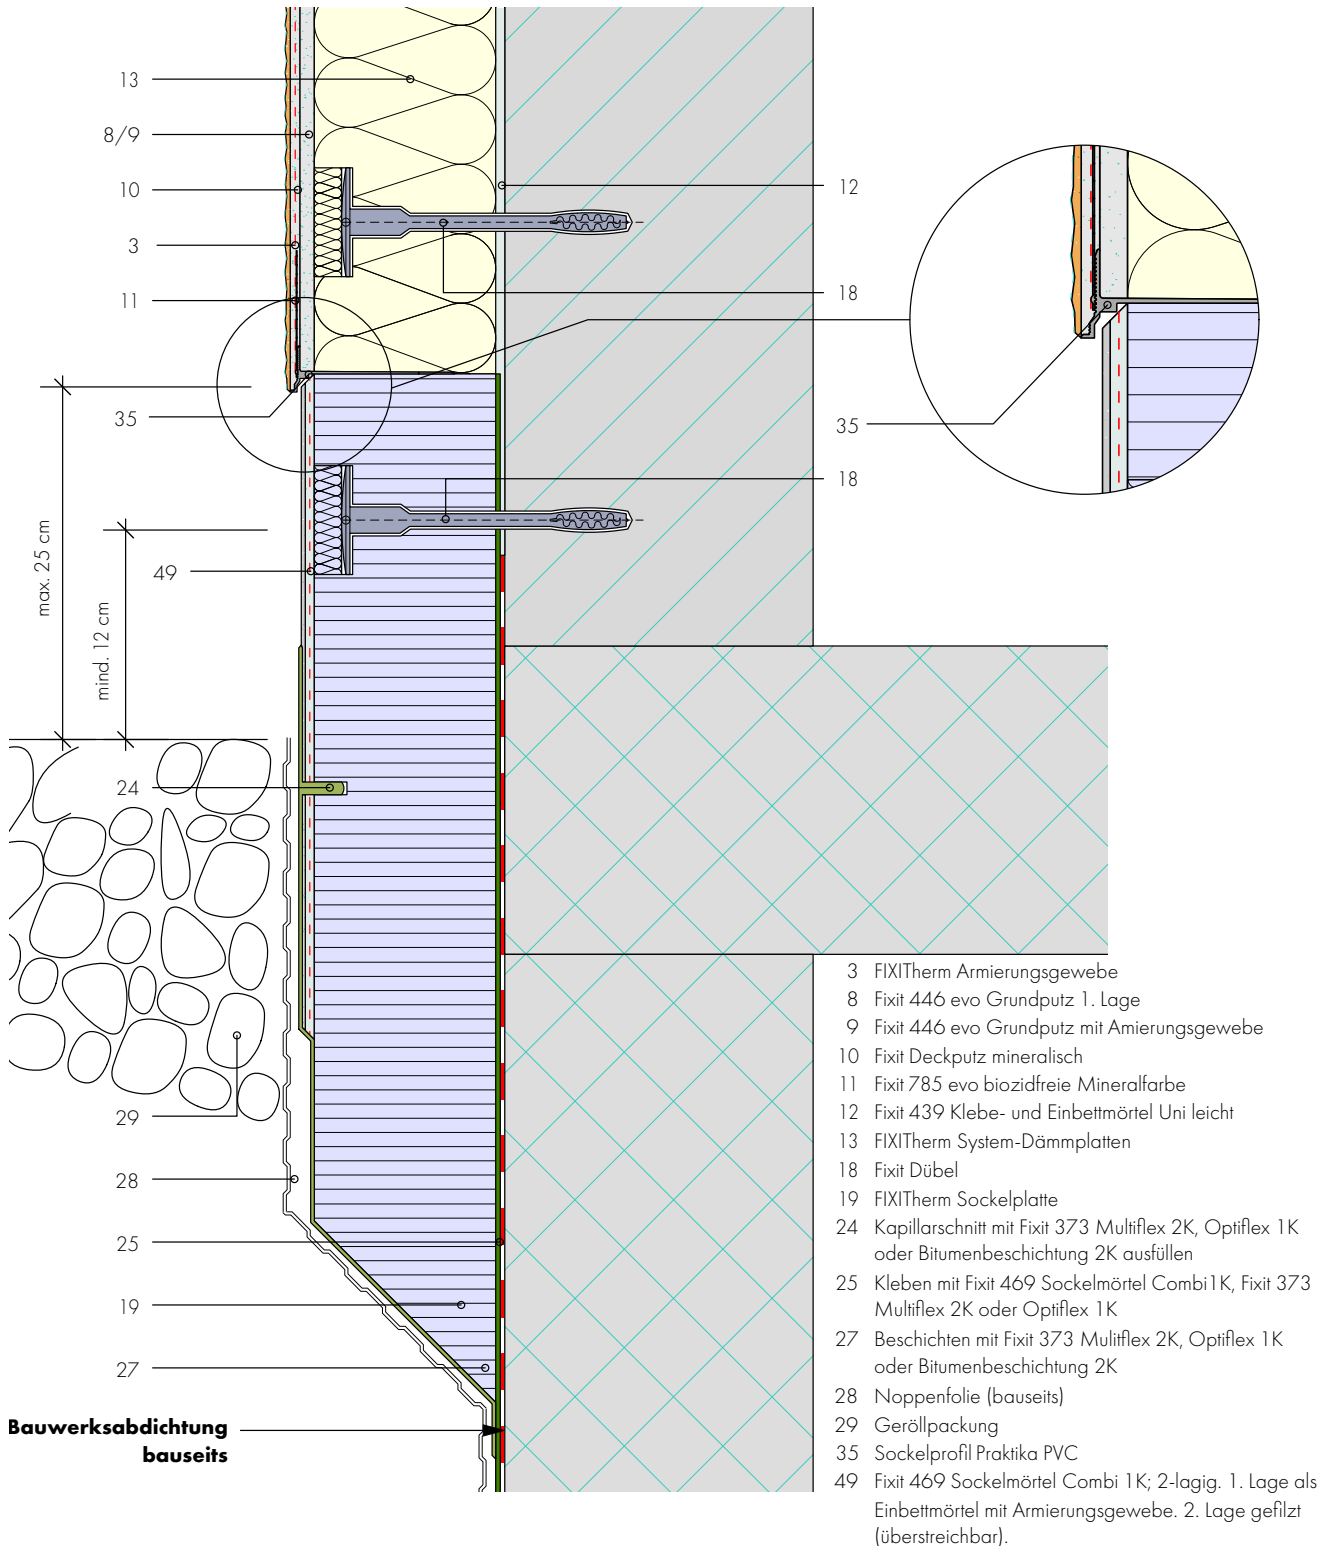 13
8/9
10
3
11
35
12
18
35
18
max. 25 cm
mind. 12 cm
49
24
29
28
25
19
27
Bauwerksabdichtung
bauseits
3 FIXITherm Armierungsgewebe
8 Fixit 446 evo Grundputz 1. Lage
9 Fixit 446 evo Grundputz mit Amierungsgewebe
10 Fixit Deckputz mineralisch
11 Fixit 785 evo biozidfreie Mineralfarbe
12 Fixit 439 Klebe- und Einbettmörtel Uni leicht
13 FIXITherm System-Dämmplatten
18 Fixit Dübel
19 FIXITherm Sockelplatte
24 Kapillarschnitt mit Fixit 373 Multiflex 2K, Optiflex 1K
oder Bitumenbeschichtung 2K ausfüllen
25 Kleben mit Fixit 469 Sockelmörtel Combi1K, Fixit 373
Multiflex 2K oder Optiflex 1K
27 Beschichten mit Fixit 373 Mulitflex 2K, Optiflex 1K
oder Bitumenbeschichtung 2K
28 Noppenfolie (bauseits)
29 Geröllpackung
35 Sockelprofil Praktika PVC
49 Fixit 469 Sockelmörtel Combi 1K; 2-lagig. 1. Lage als
Einbettmörtel mit Armierungsgewebe. 2. Lage gefilzt
(überstreichbar).